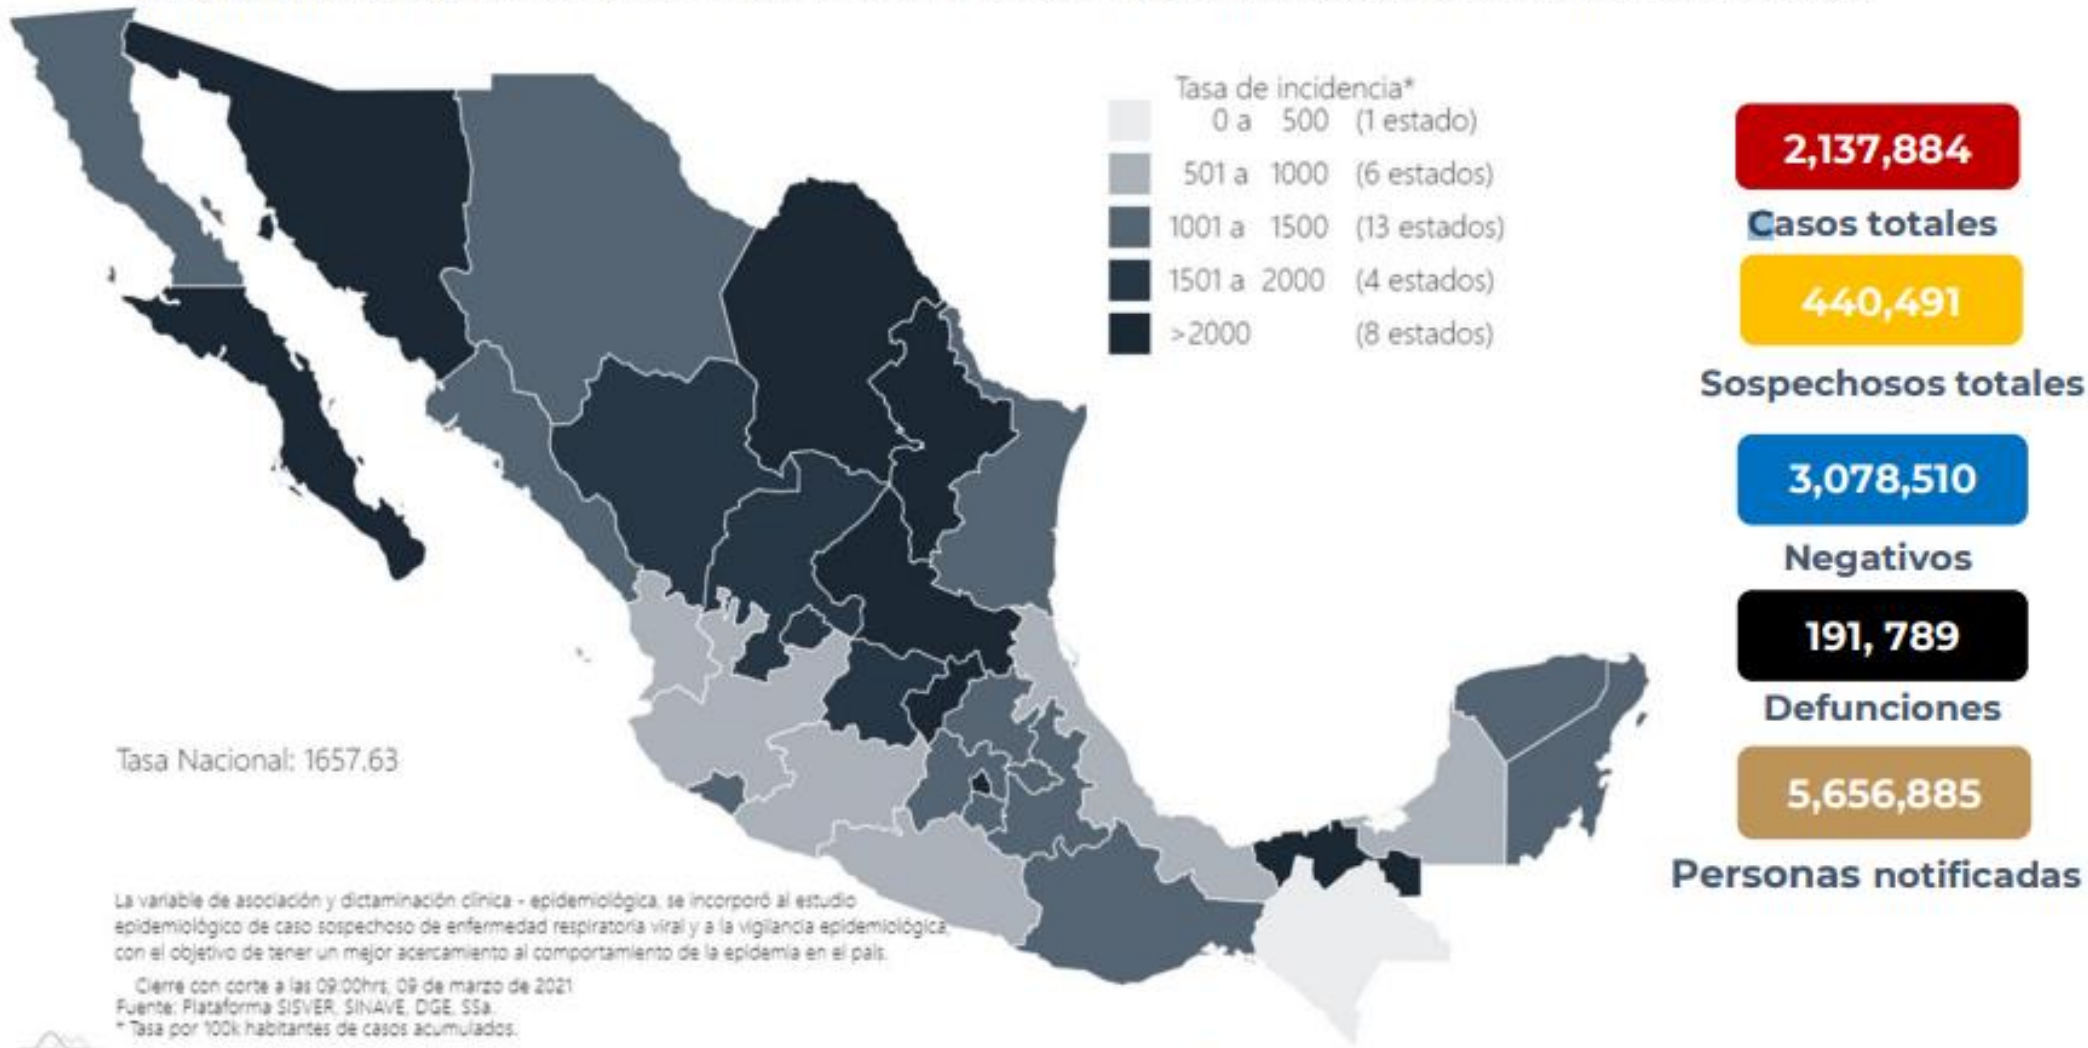 Tasa de incidencia*
0 a 500 (1 estado)
501 a 1000 (6 estados)
1001 a 1500 (13 estados)
1501 a 2000 (4 estados)
>2000 (8 estados)
2,137,884
Casos totales
440,491
Sospechosos totales
3,078,510
Negativos
191, 789
Defunciones
5,656,885
Personas notificadas
Tasa Nacional: 1657.63
La variable de asociación y dictaminación clínica - epidemiológica, se incorporó al estudio
epidemiológico de caso sospechoso de enfermedad respiratoria viral y a la vigilancia epidemiológica,
con el objetivo de tener un mejor acercamiento al comportamiento de la epidemia en el país.
Cierre con corte a las 09:00hrs, 09 de marzo de 2021
Fuente: Plataforma SISVER, SINAVE, DGE, SSa.
* Tasa por 100k habitantes de casos acumulados.